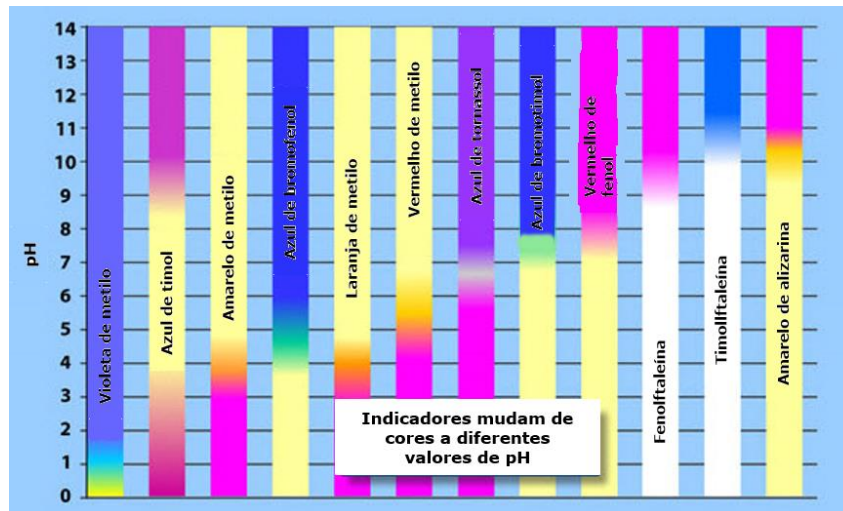 14
13
12
11
10
9
8
7
6
5
4
3
2
1
0
pH
Violeta de metilo
Azul de timol
Amarelo de metilo
Azul de bromofenol
Laranja de metilo
Vermelho de metilo
Azul de tornassol
Azul de bromotimol
Vermelho de
fenol
Fenolftaleína
Timollftaleína
Amarelo de alizarina
Indicadores mudam de
cores a diferentes
valores de pH